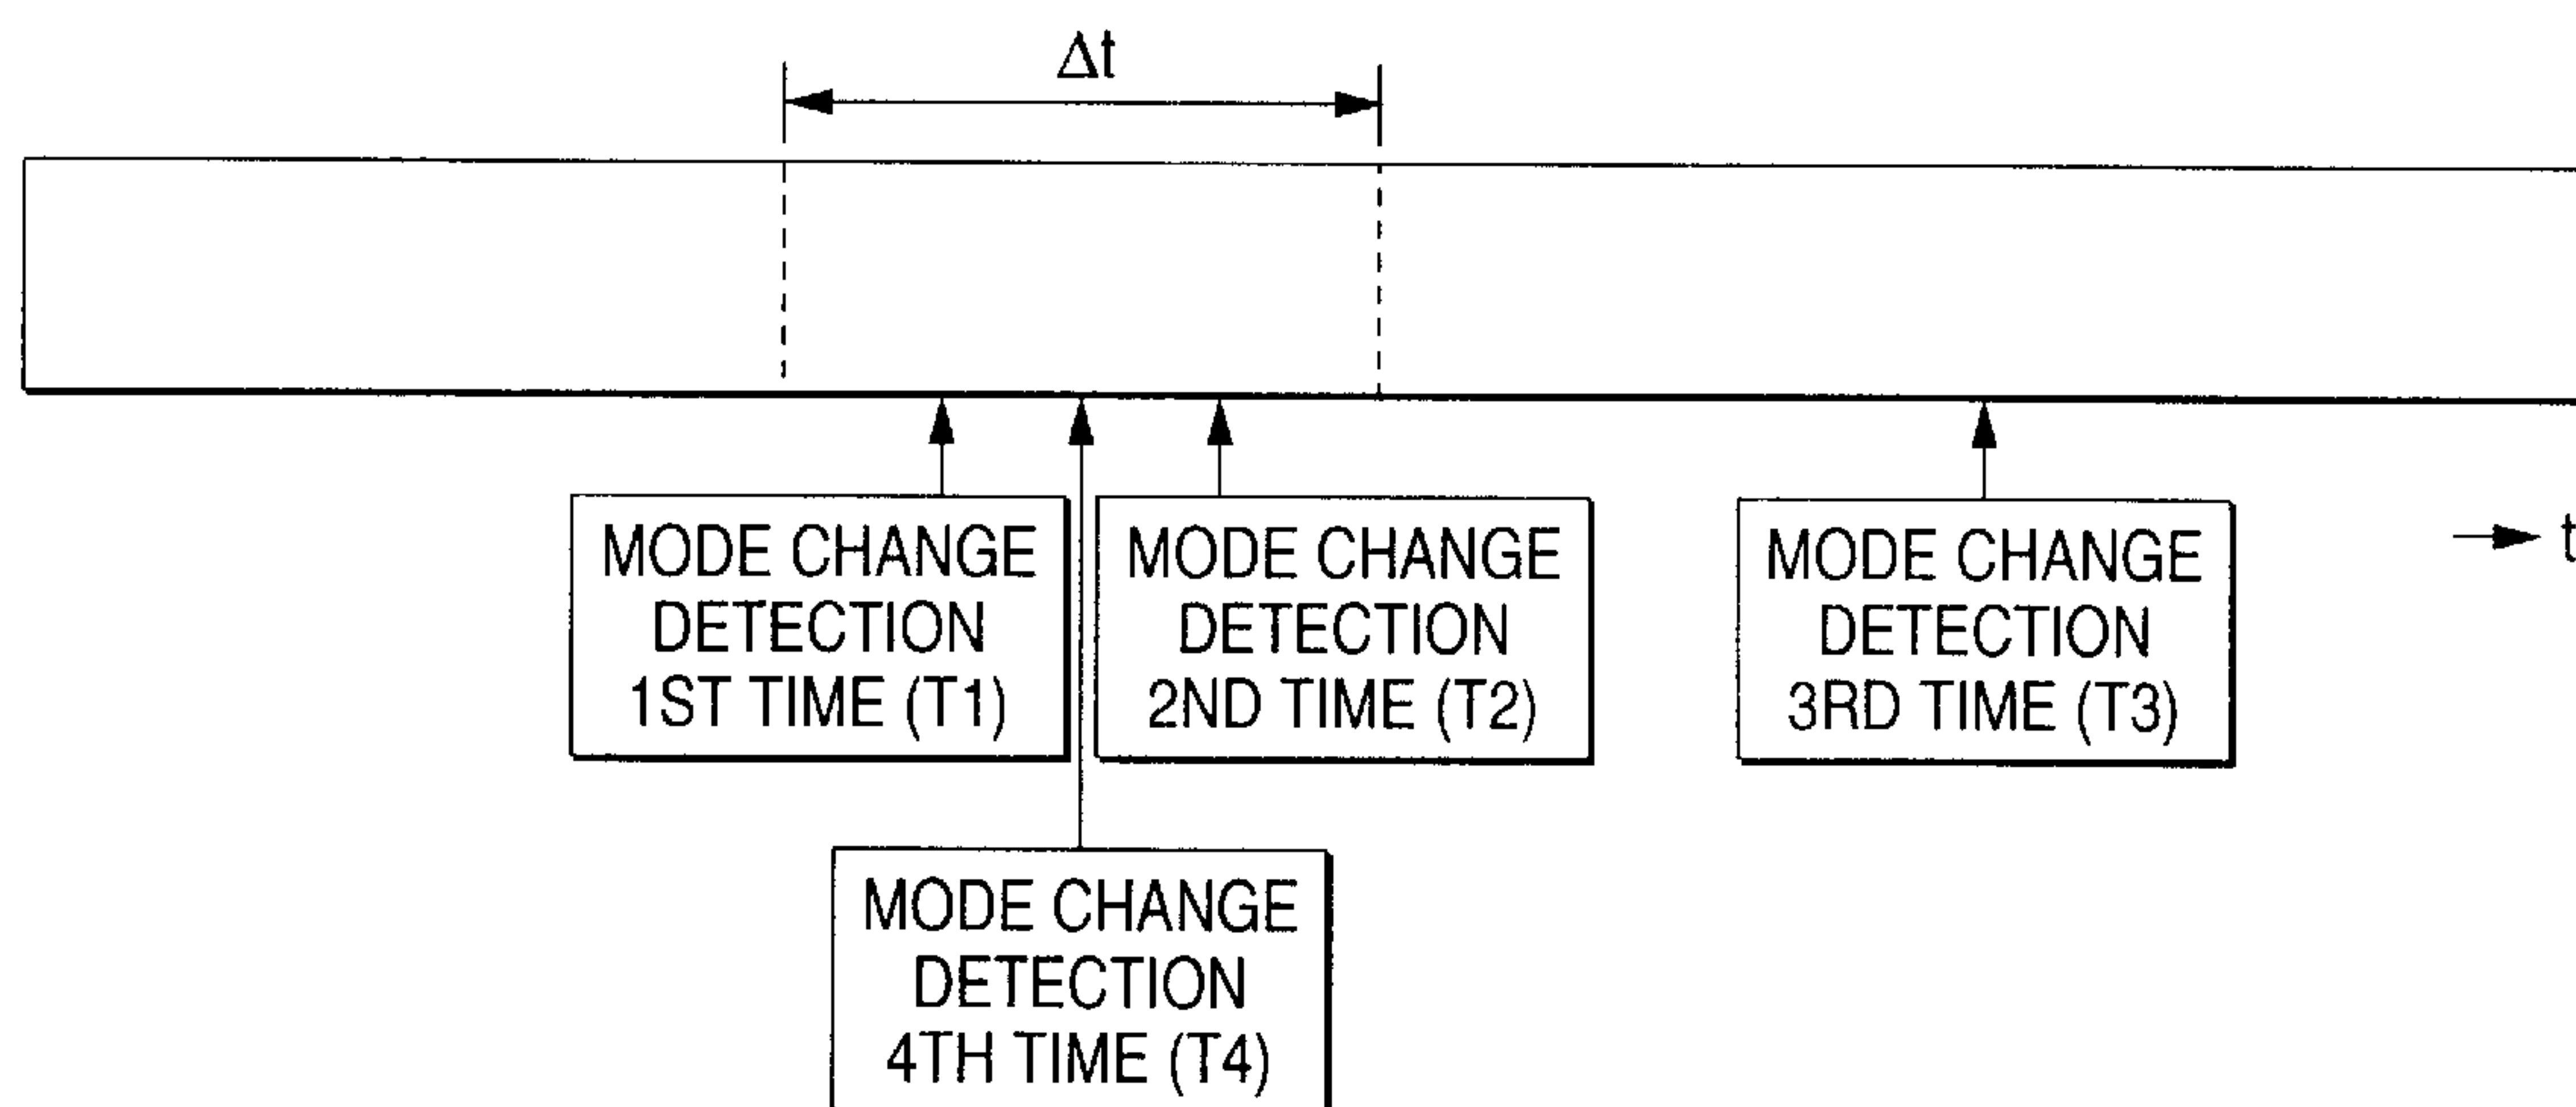 Δt
MODE CHANGE
DETECTION
1ST TIME (T1)
MODE CHANGE
DETECTION
2ND TIME (T2)
MODE CHANGE
DETECTION
3RD TIME (T3)
t
MODE CHANGE
DETECTION
4TH TIME (T4)